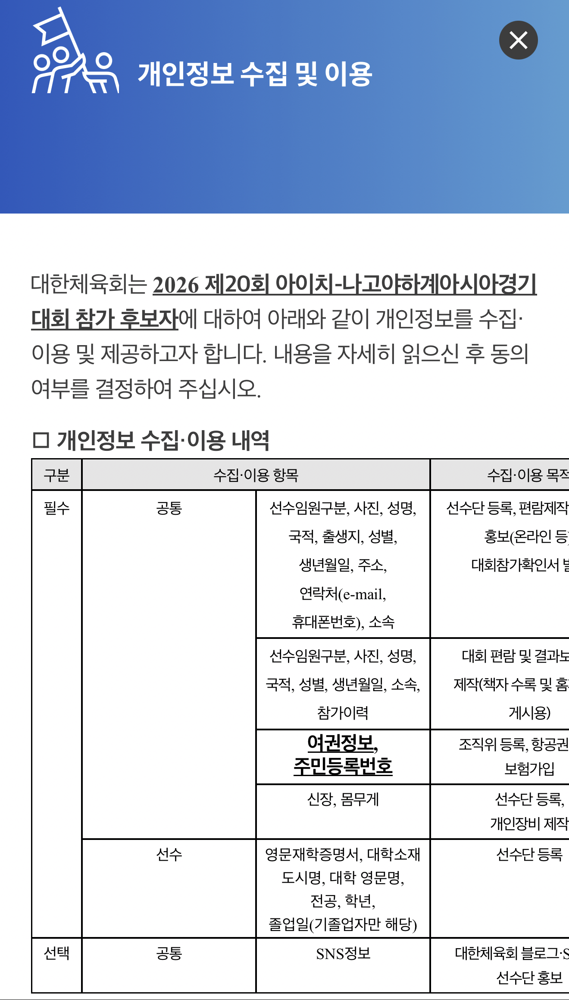 개인정보 수집 및 이용
대한체육회는 2026 제20회 아이치-나고야하계아시아경기
대회 참가 후보자에 대하여 아래와 같이 개인정보를 수집·
이용 및 제공하고자 합니다. 내용을 자세히 읽으신 후 동의
여부를 결정하여 주십시오.
□ 개인정보 수집·이용 내역
구분 수집·이용 항목 수집·이용 목적
필수 공통 선수임원구분, 사진, 성명, 선수단 등록, 편람제작
국적, 출생지, 성별, 홍보(온라인 등)
생년월일, 주소, 대회참가확인서
연락처(e-mail,
휴대폰번호), 소속
선수임원구분, 사진, 성명, 대회 편람 및
국적, 성별, 생년월일, 소속, 제작(책자 수록 및
참가이력 게시용)
여권정보, 조직위 등록, 항공권
주민등록번호 보험가입
신장, 몸무게 선수단 등록,
개인장비 제작
선수 영문재학증명서, 대학소재 선수단 등록
도시명, 대학 영문명,
전공, 학년,
졸업일(기졸업자만 해당)
선택 공통 SNS정보 대한체육회 블로그·S
선수단 홍보